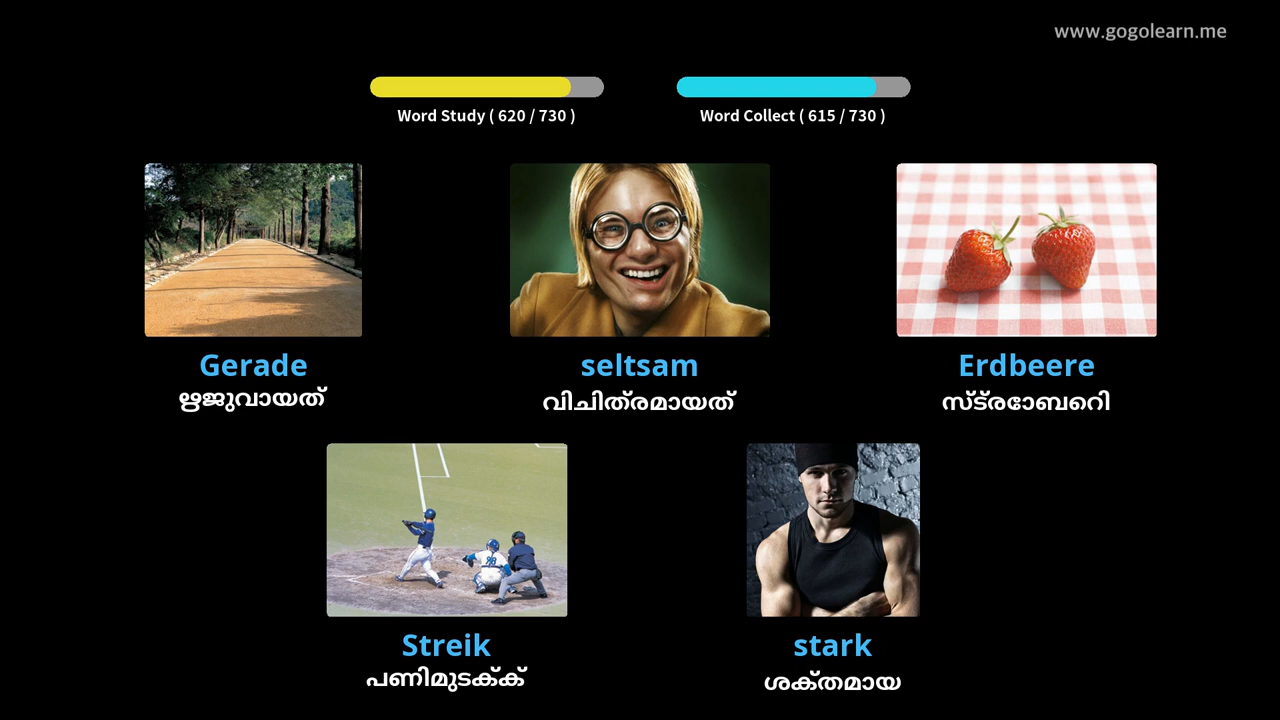 www.gogolearn.me
Word Study ( 620 / 730 )
Word Collect ( 615 / 730 )
Gerade
ഋജുവായത്
seltsam
വിചിത്രമായത്
Erdbeere
സ്ട്രോബെറി
Streik
പണിമുടക്ക്
stark
ശക്തമായ